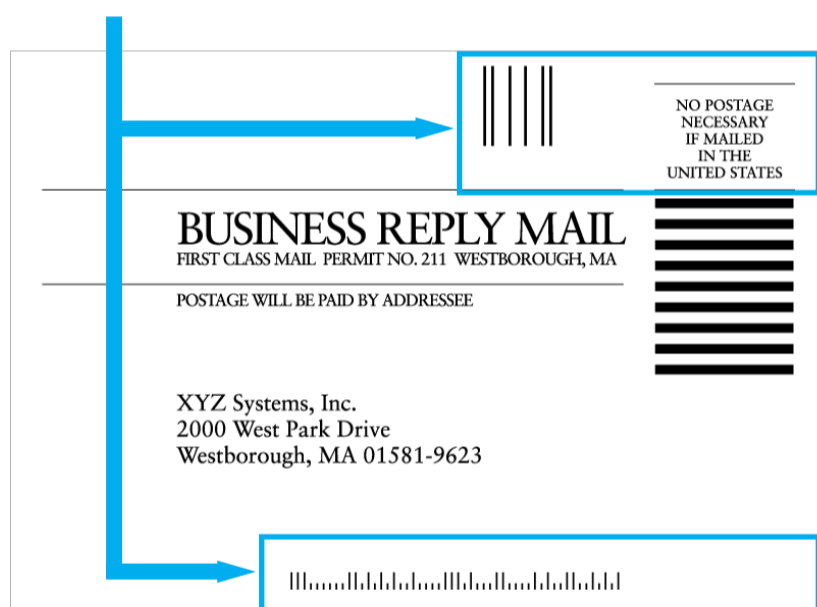 NO POSTAGE
NECESSARY
IF MAILED
IN THE
UNITED STATES
BUSINESS REPLY MAIL
FIRST CLASS MAIL PERMIT NO. 211 WESTBOROUGH, MA
POSTAGE WILL BE PAID BY ADDRESSEE
XYZ Systems, Inc.
2000 West Park Drive
Westborough, MA 01581-9623